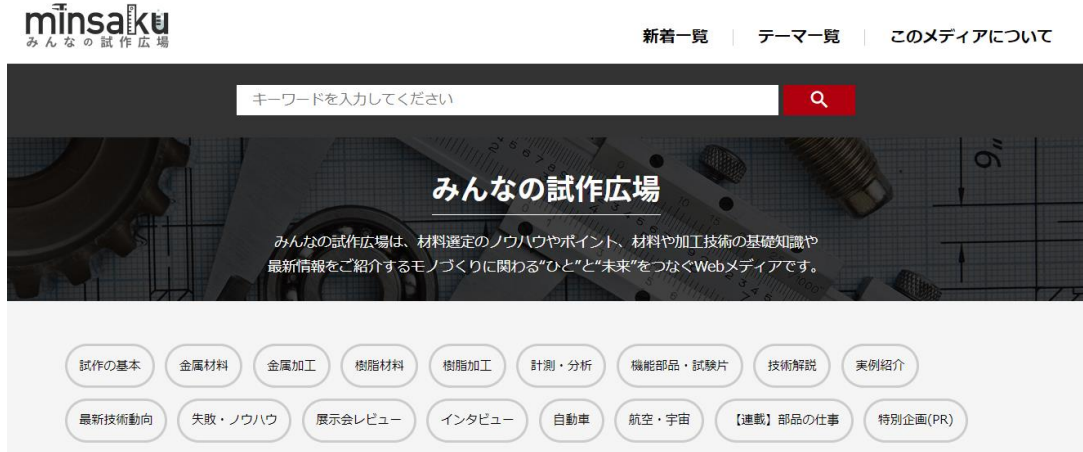 minsaku
みんなの試作広場
新着一覧 テーマ一覧 このメディアについて
キーワードを入力してください
みんなの試作広場
みんなの試作広場は、材料選定のノウハウやポイント、材料や加工技術の基礎知識や
最新情報をご紹介するモノづくりに関わる“ひと”と“未来”をつなぐWebメディアです。
試作の基本 金属材料 金属加工 樹脂材料 樹脂加工 計測・分析 機能部品・試験片 技術解説 実例紹介
最新技術動向 失敗・ノウハウ 展示会レビュー インタビュー 自動車 航空・宇宙 【連載】部品の仕事 特別企画(PR)